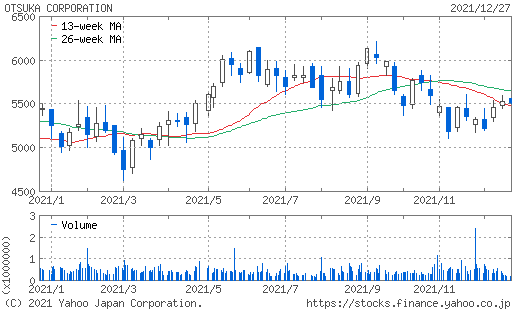 OTSUKA CORPORATION 2021/12/27
6500
13-week MA
26-week MA
6000
5500
5000
4500
2021/1 2021/3 2021/5 2021/7 2021/9 2021/11
3
Volume
2
1
0
(x1000000)
2021/1 2021/3 2021/5 2021/7 2021/9 2021/11
(C) 2021 Yahoo Japan Corporation. https://stocks.finance.yahoo.co.jp/